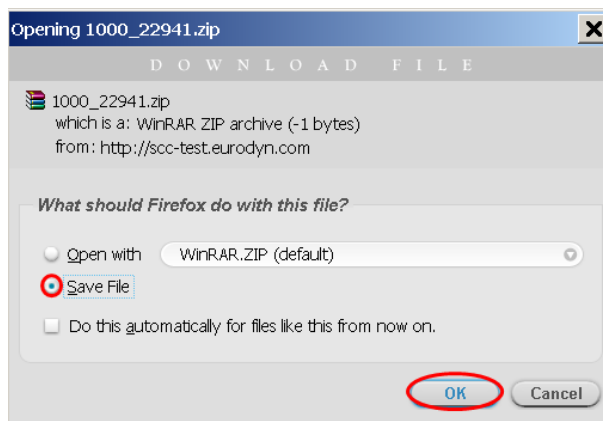 Opening 1000_22941.zip
DOWNLOAD FILE
1000_22941.zip
which is a: WinRAR ZIP archive (-1 bytes)
from: http://scc-test.eurodyn.com
What should Firefox do with this file?
Open with WinRAR.ZIP (default)
Save File
Do this automatically for files like this from now on.
OK Cancel